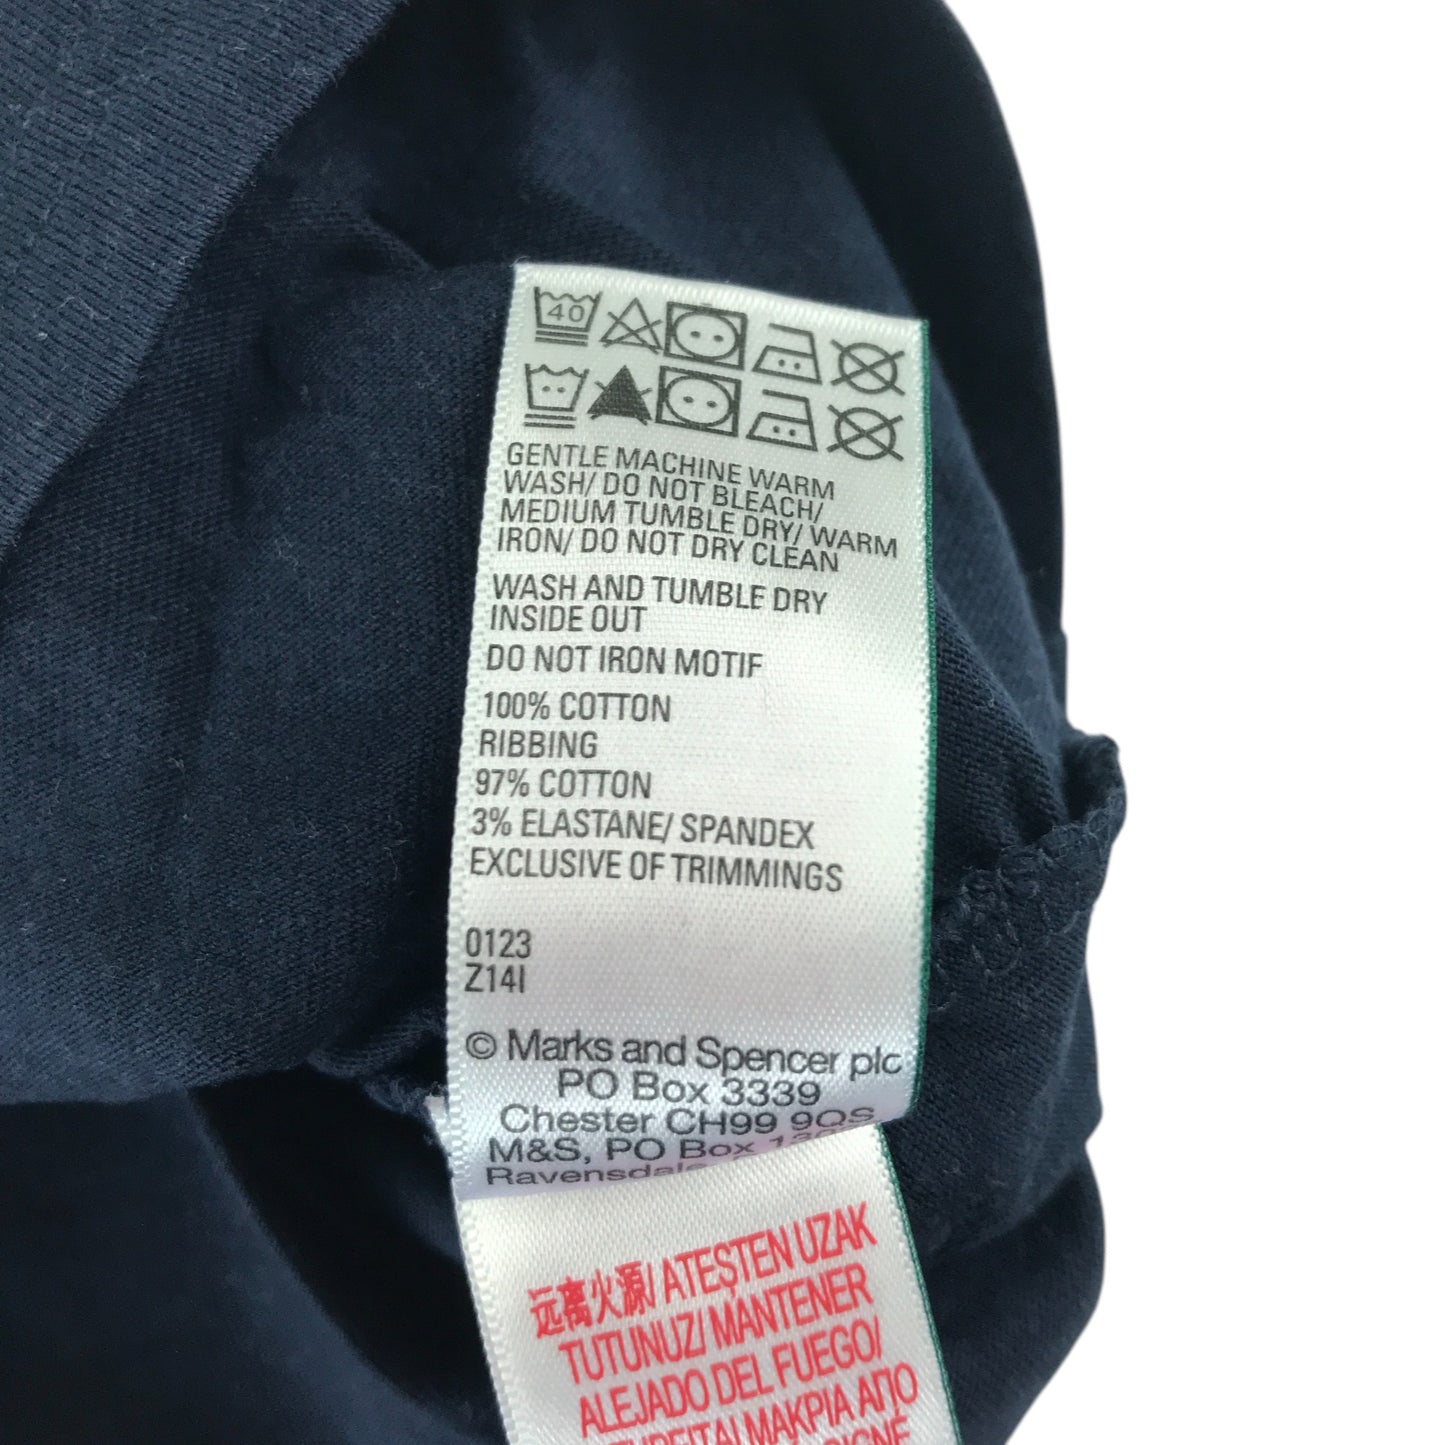 40
GENTLE MACHINE WARM
WASH/ DO NOT BLEACH/
MEDIUM TUMBLE DRY/ WARM
IRON/ DO NOT DRY CLEAN
WASH AND TUMBLE DRY
INSIDE OUT
DO NOT IRON MOTIF
100% COTTON
RIBBING
97% COTTON
3% ELASTANE/ SPANDEX
EXCLUSIVE OF TRIMMINGS
0123
Z14I
© Marks and Spencer plc
PO Box 3339
Chester CH99 9QS
M&S, PO Box
远离火源/ ATEŞTEN UZAK
TUTUNUZ/ MANTENER
ALEJADO DEL FUEGO/
ΜΑΚΡΙΑ ΑΠΟ